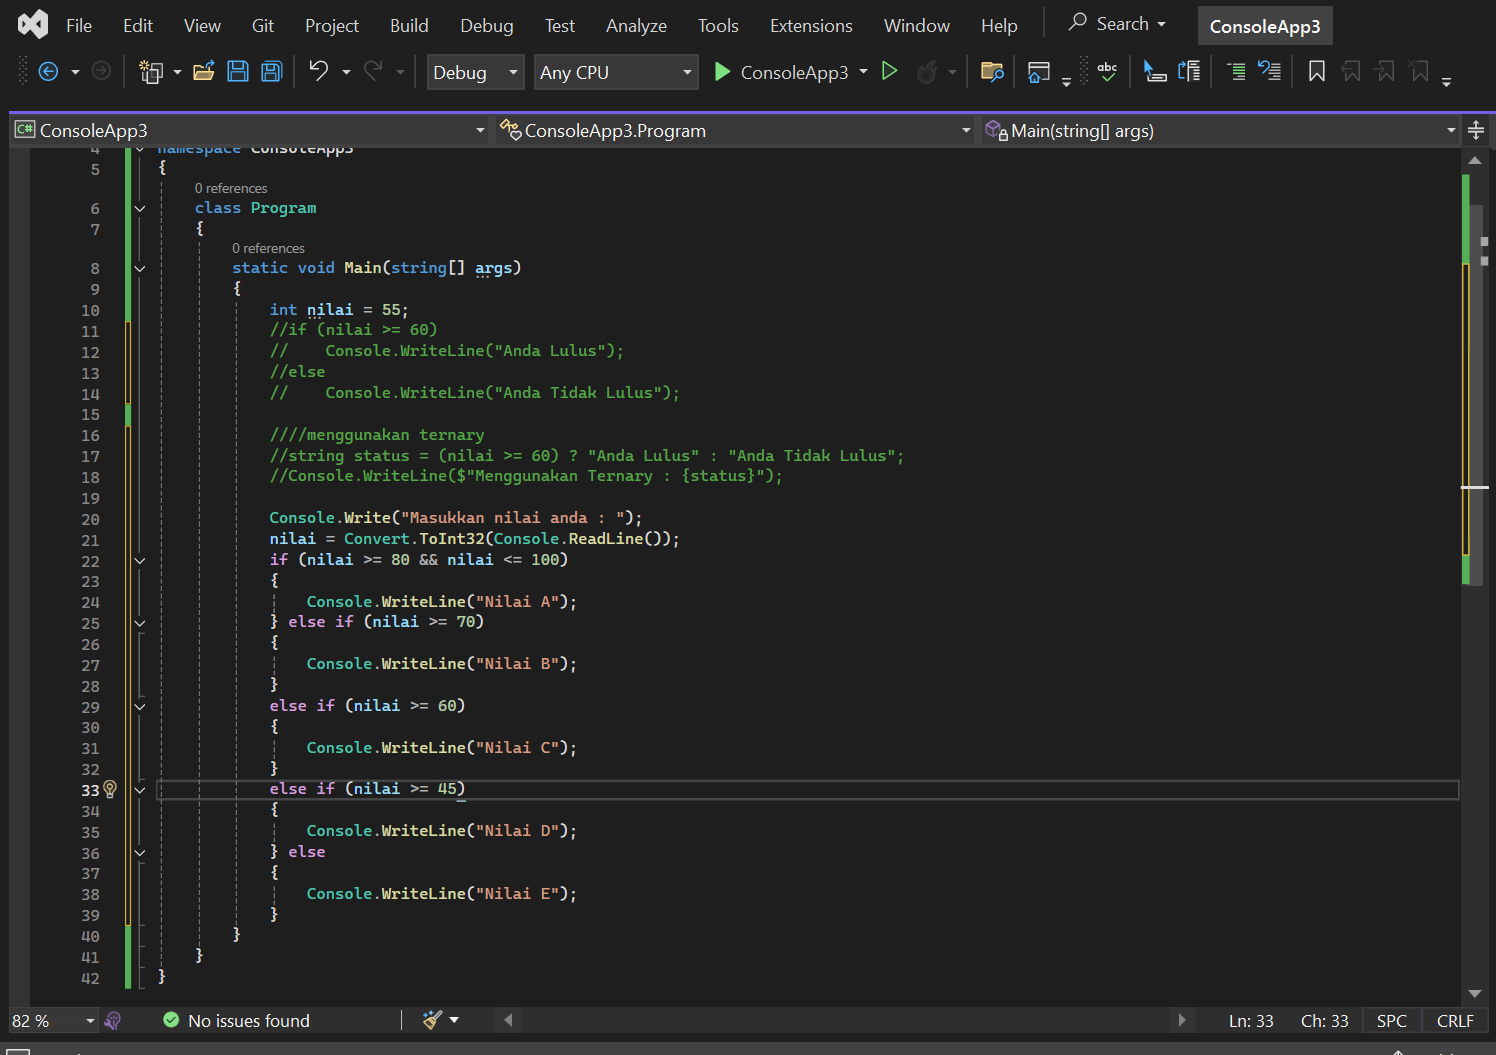 File Edit View Git Project Build Debug Test Analyze Tools Extensions Window Help Search ConsoleApp3
Debug Any CPU ConsoleApp3 abc
C# ConsoleApp3 ConsoleApp3.Program Main(string[] args)
4 namespace ConsoleApp3
5 {
0 references
6 class Program
7 {
0 references
8 static void Main(string[] args)
9 {
10 int nilai = 55;
11 //if (nilai >= 60)
12 //    Console.WriteLine("Anda Lulus");
13 //else
14 //    Console.WriteLine("Anda Tidak Lulus");
15
16 ////menggunakan ternary
17 //string status = (nilai >= 60) ? "Anda Lulus" : "Anda Tidak Lulus";
18 //Console.WriteLine($"Menggunakan Ternary : {status}");
19
20 Console.Write("Masukkan nilai anda : ");
21 nilai = Convert.ToInt32(Console.ReadLine());
22 if (nilai >= 80 && nilai <= 100)
23 {
24 Console.WriteLine("Nilai A");
25 } else if (nilai >= 70)
26 {
27 Console.WriteLine("Nilai B");
28 }
29 else if (nilai >= 60)
30 {
31 Console.WriteLine("Nilai C");
32 }
33 else if (nilai >= 45)
34 {
35 Console.WriteLine("Nilai D");
36 } else
37 {
38 Console.WriteLine("Nilai E");
39 }
40 }
41 }
42 }
82 % No issues found Ln: 33 Ch: 33 SPC CRLF